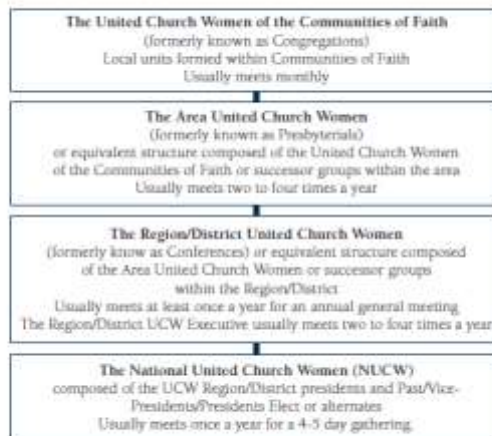 The United Church Women of the Communities of Faith
(formerly known as Congregations)
Local units formed within Communities of Faith
Usually meets monthly
The Area United Church Women
(formerly known as Presbyterials)
or equivalent structure composed of the United Church Women
of the Communities of Faith or successor groups within the area
Usually meets two to four times a year
The Region/District United Church Women
(formerly know as Conferences) or equivalent structure composed
of the Area United Church Women or successor groups
within the Region/District
Usually meets at least once a year for an annual general meeting
The Region/District UCW Executive usually meets two to four times a year
The National United Church Women (NUCW)
composed of the UCW Region/District presidents and Past/Vice-
Presidents/Presidents Elect or alternates
Usually meets once a year for a 4-5 day gathering.